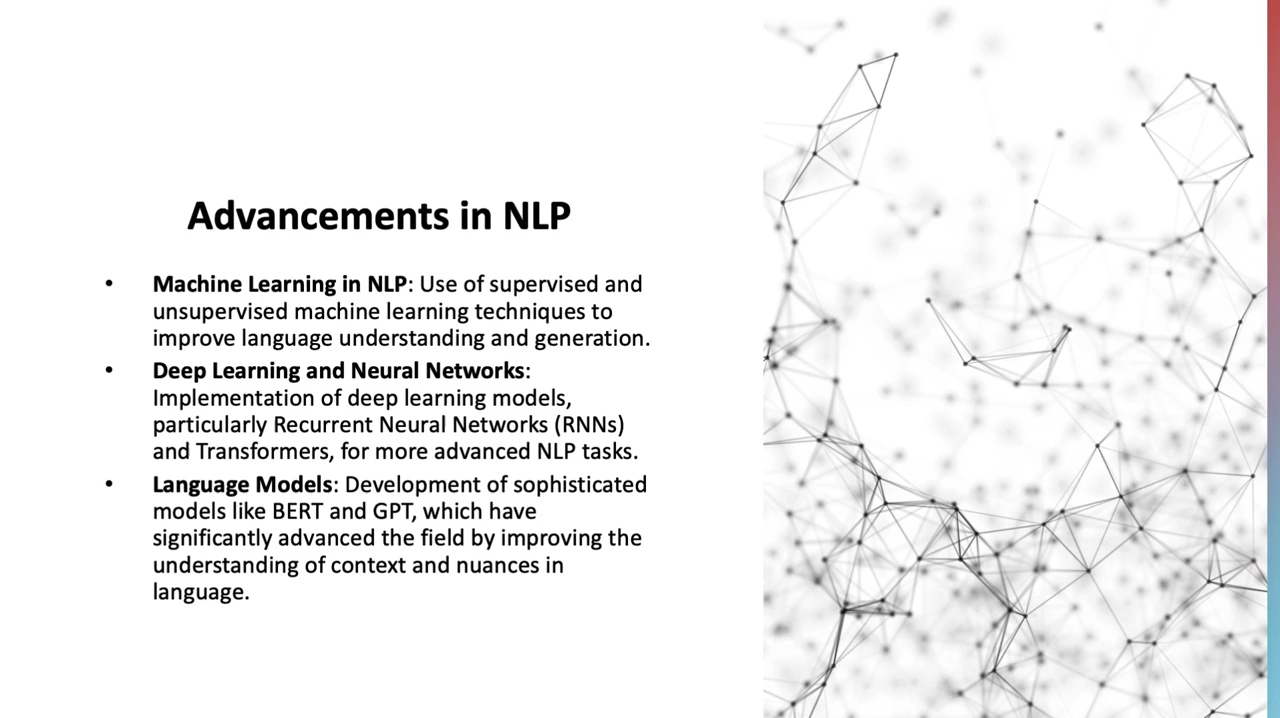 Advancements in NLP
• Machine Learning in NLP: Use of supervised and
unsupervised machine learning techniques to
improve language understanding and generation.
• Deep Learning and Neural Networks:
Implementation of deep learning models,
particularly Recurrent Neural Networks (RNNs)
and Transformers, for more advanced NLP tasks.
• Language Models: Development of sophisticated
models like BERT and GPT, which have
significantly advanced the field by improving the
understanding of context and nuances in
language.